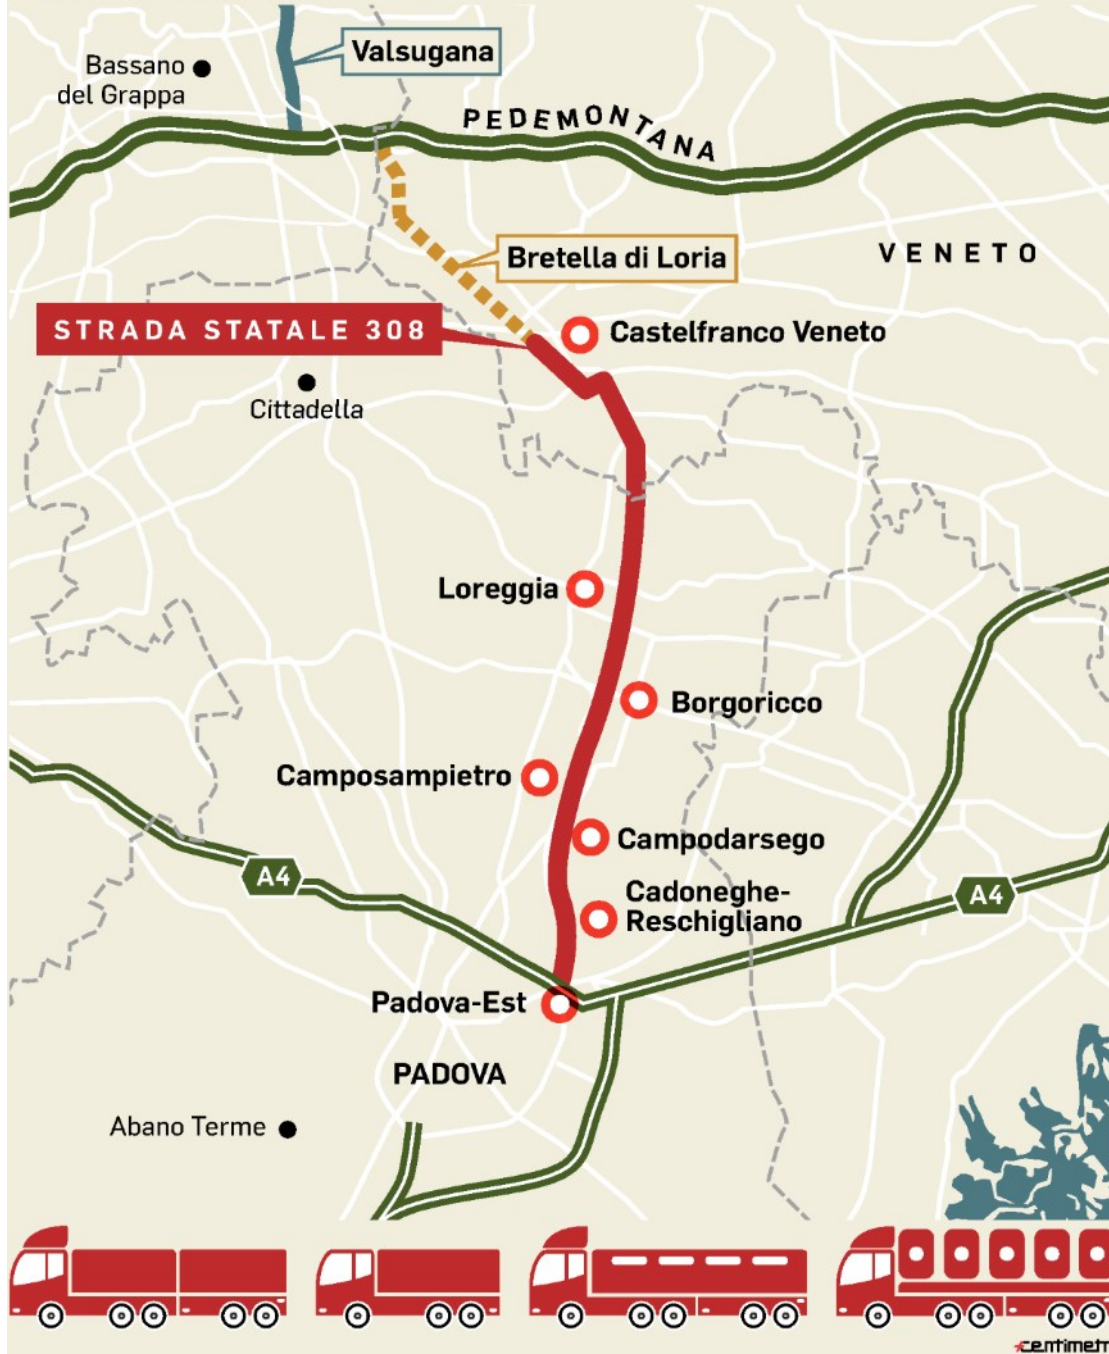 Valsugana
Bassano
del Grappa
PEDEMONTANA
VENETO
Bretella di Loria
STRADA STATALE 308
Castelfranco Veneto
Cittadella
Loreggia
Borgoricco
Camposampietro
Campodarsego
A4
Cadoneghe-
Reschigliano
A4
Padova-Est
PADOVA
Abano Terme
centimetr